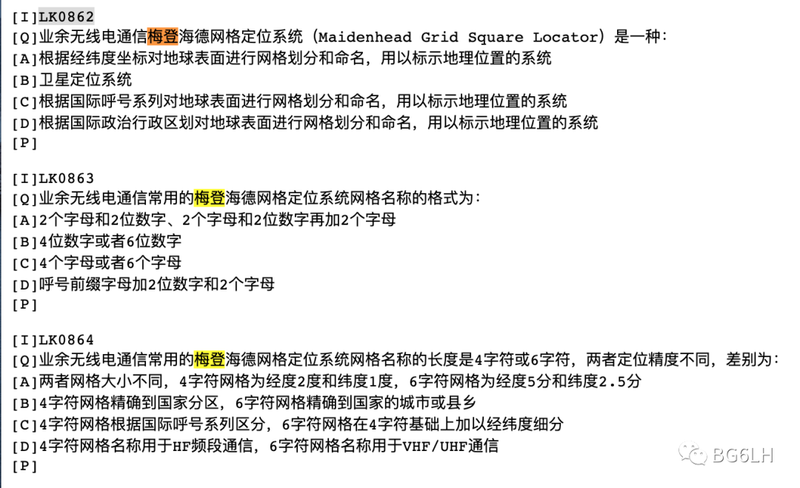 [I]LK0862
[Q]业余无线电通信梅登海德网格定位系统（Maidenhead Grid Square Locator）是一种：
[A]根据经纬度坐标对地球表面进行网格划分和命名，用以标示地理位置的系统
[B]卫星定位系统
[C]根据国际呼号系列对地球表面进行网格划分和命名，用以标示地理位置的系统
[D]根据国际政治行政区划对地球表面进行网格划分和命名，用以标示地理位置的系统
[P]
[I]LK0863
[Q]业余无线电通信常用的梅登海德网格定位系统网格名称的格式为：
[A]2个字母和2位数字、2个字母和2位数字再加2个字母
[B]4位数字或者6位数字
[C]4个字母或者6个字母
[D]呼号前缀字母加2位数字和2个字母
[P]
[I]LK0864
[Q]业余无线电通信常用的梅登海德网格定位系统网格名称的长度是4字符或6字符，两者定位精度不同，差别为：
[A]两者网格大小不同，4字符网格为经度2度和纬度1度，6字符网格为经度5分和纬度2.5分
[B]4字符网格精确到国家分区，6字符网格精确到国家的城市或县乡
[C]4字符网格根据国际呼号系列区分，6字符网格在4字符基础上加以经纬度细分
[D]4字符网格名称用于HF频段通信，6字符网格名称用于VHF/UHF通信
[P]
BG6LH